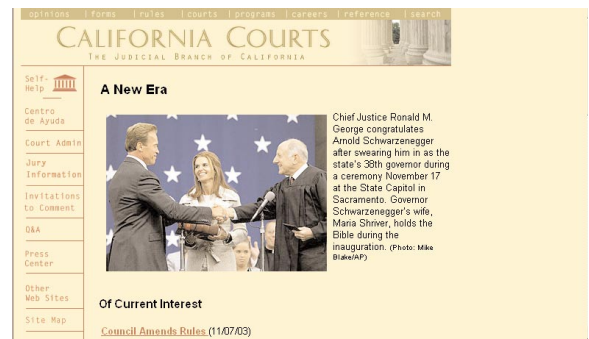 opinions | forms | rules | courts | programs | careers | reference | search
CALIFORNIA COURTS
THE JUDICIAL BRANCH OF CALIFORNIA
Self-
Help
Centro
de Ayuda
Court Admin
Jury
Information
Invitations
to Comment
Q&A
Press
Center
Other
Web Sites
Site Map
A New Era
Chief Justice Ronald M.
George congratulates
Arnold Schwarzenegger
after swearing him in as the
state's 38th governor during
a ceremony November 17
at the State Capitol in
Sacramento. Governor
Schwarzenegger's wife,
Maria Shriver, holds the
Bible during the
inauguration. (Photo: Mike
Blake/AP)
Of Current Interest
Council Amends Rules (11/07/03)